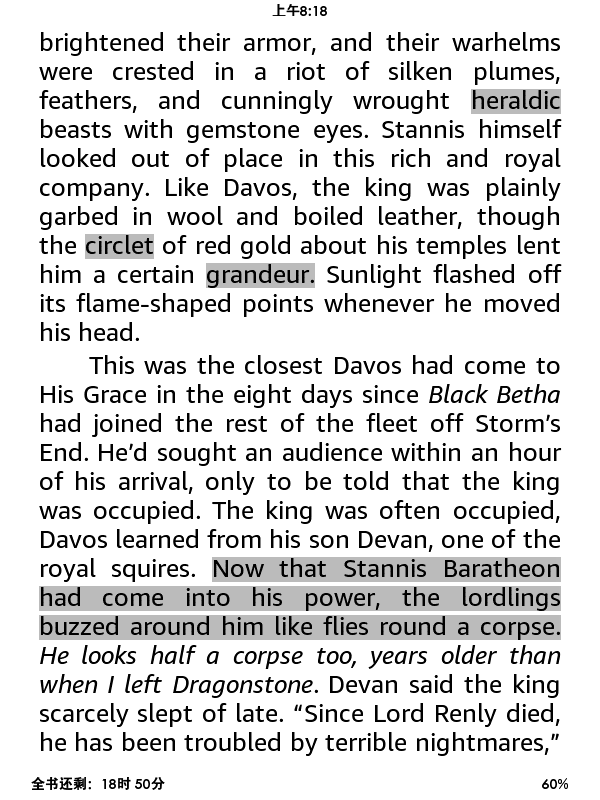 上午8:18
brightened their armor, and their warhelms
were crested in a riot of silken plumes,
feathers, and cunningly wrought heraldic
beasts with gemstone eyes. Stannis himself
looked out of place in this rich and royal
company. Like Davos, the king was plainly
garbed in wool and boiled leather, though
the circlet of red gold about his temples lent
him a certain grandeur. Sunlight flashed off
its flame-shaped points whenever he moved
his head.
This was the closest Davos had come to
His Grace in the eight days since Black Betha
had joined the rest of the fleet off Storm’s
End. He’d sought an audience within an hour
of his arrival, only to be told that the king
was occupied. The king was often occupied,
Davos learned from his son Devan, one of the
royal squires. Now that Stannis Baratheon
had come into his power, the lordlings
buzzed around him like flies round a corpse.
He looks half a corpse too, years older than
when I left Dragonstone. Devan said the king
scarcely slept of late. “Since Lord Renly died,
he has been troubled by terrible nightmares,”
全书还剩：18时 50分 60%